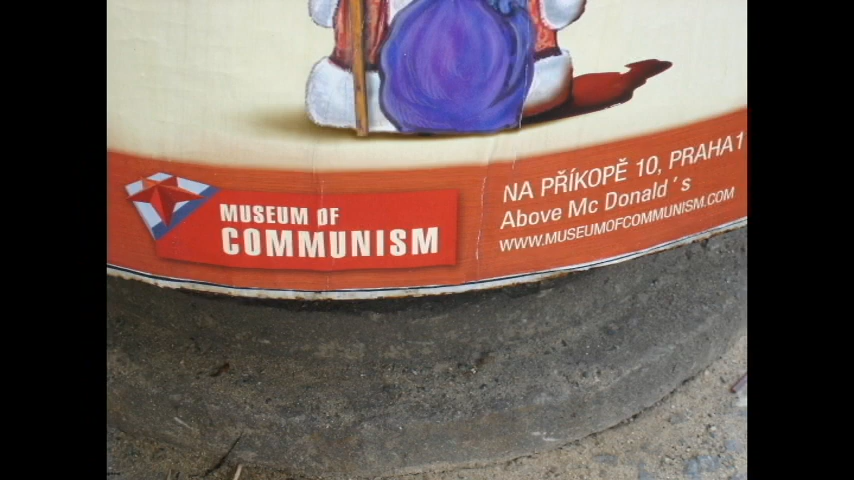 MUSEUM OF
COMMUNISM
NA PŘÍKOPĚ 10, PRAHA1
Above Mc Donald´s
WWW.MUSEUMOFCOMMUNISM.COM